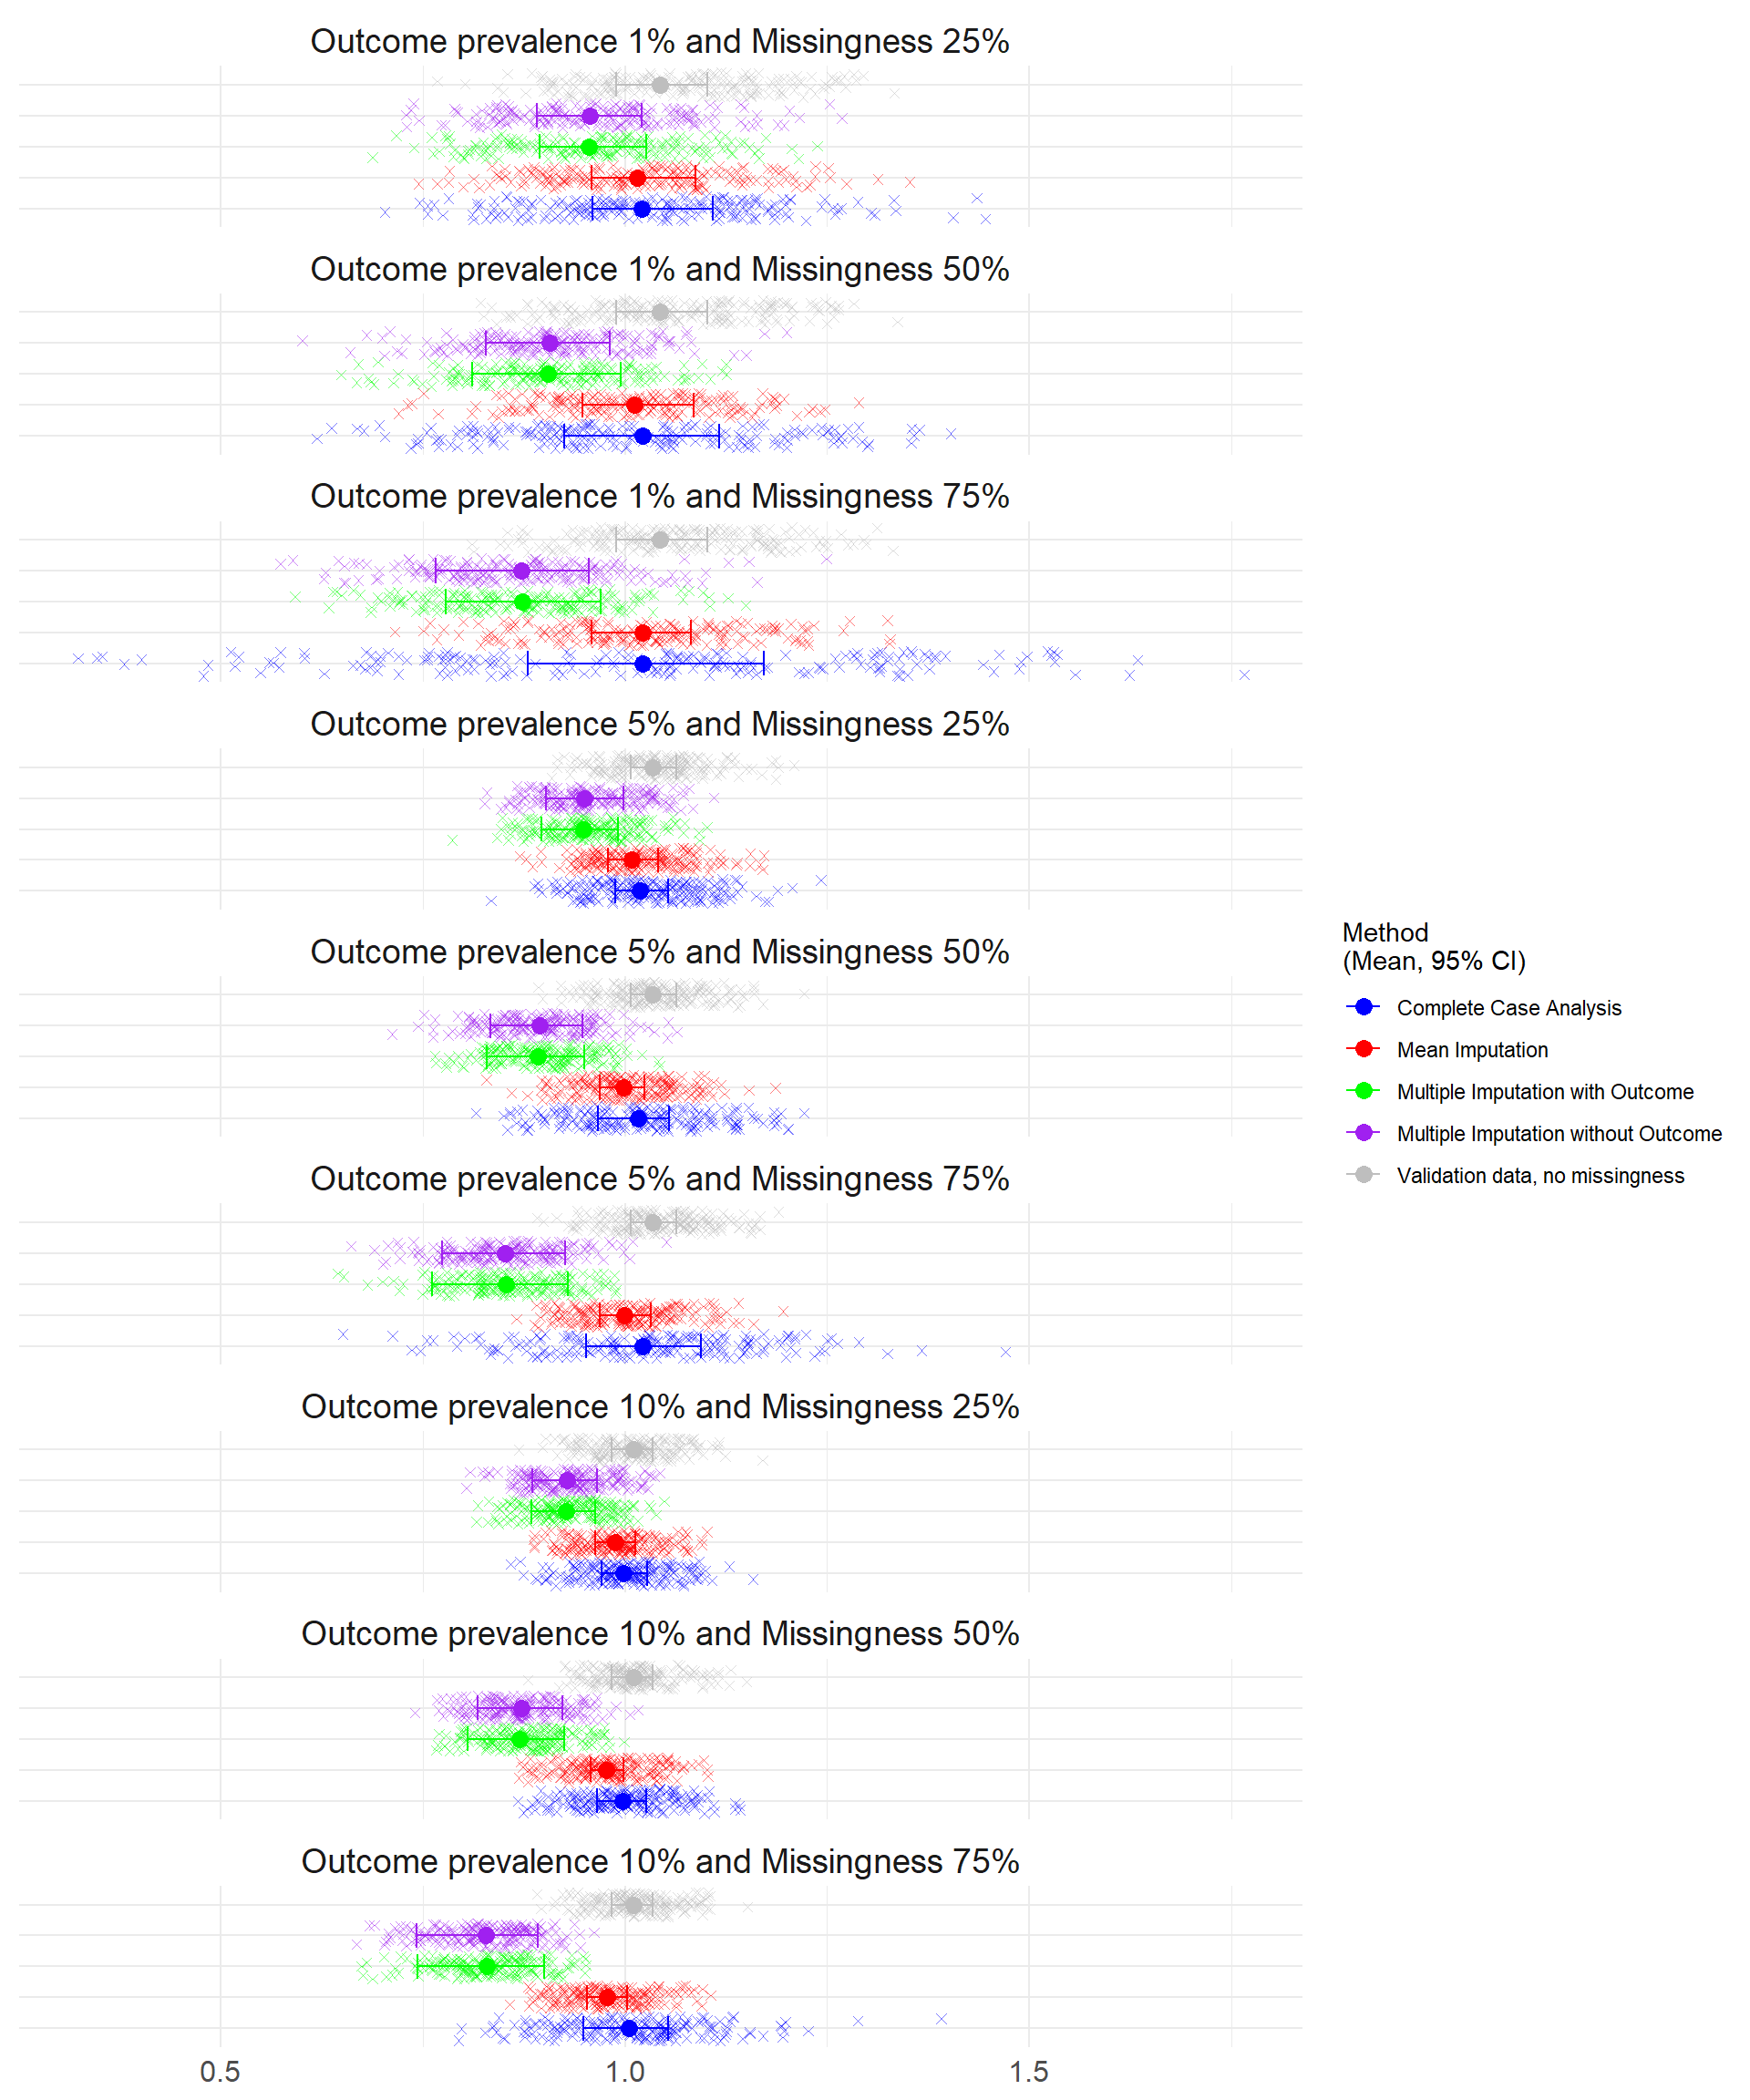 Outcome prevalence 1% and Missingness 25%
Outcome prevalence 1% and Missingness 50%
Outcome prevalence 1% and Missingness 75%
Outcome prevalence 5% and Missingness 25%
Outcome prevalence 5% and Missingness 50%
Outcome prevalence 5% and Missingness 75%
Outcome prevalence 10% and Missingness 25%
Outcome prevalence 10% and Missingness 50%
Outcome prevalence 10% and Missingness 75%
0.5 1.0 1.5
Method
(Mean, 95% CI)
Complete Case Analysis
Mean Imputation
Multiple Imputation with Outcome
Multiple Imputation without Outcome
Validation data, no missingness